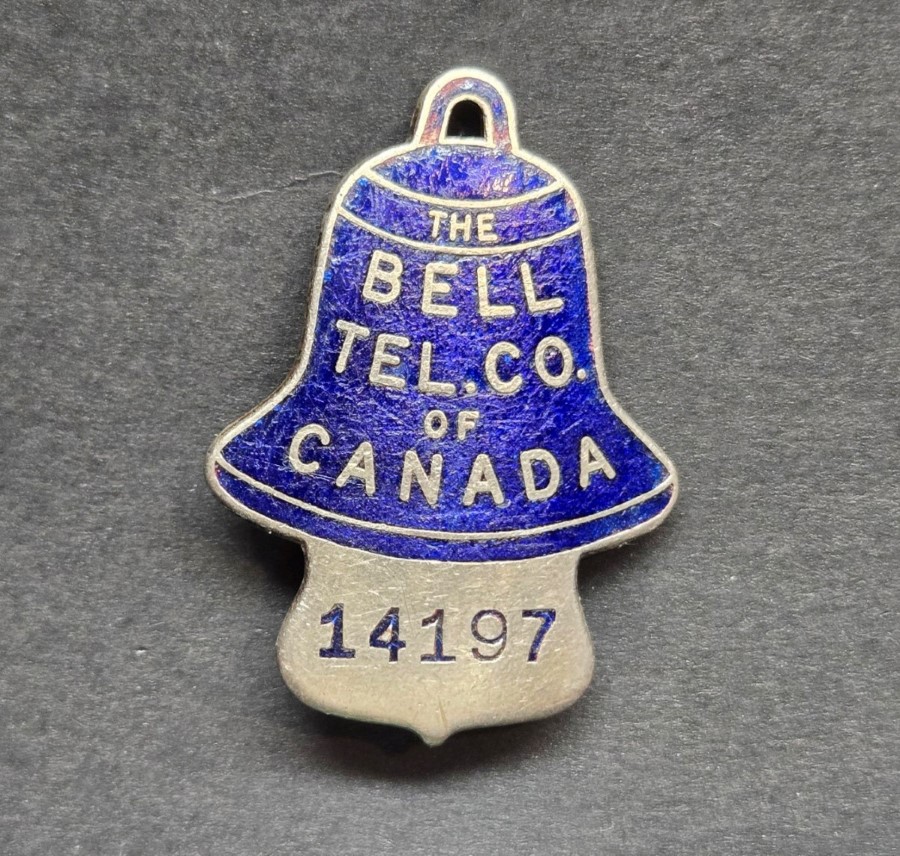 THE
BELL
TEL.CO.
OF
CANADA
14197